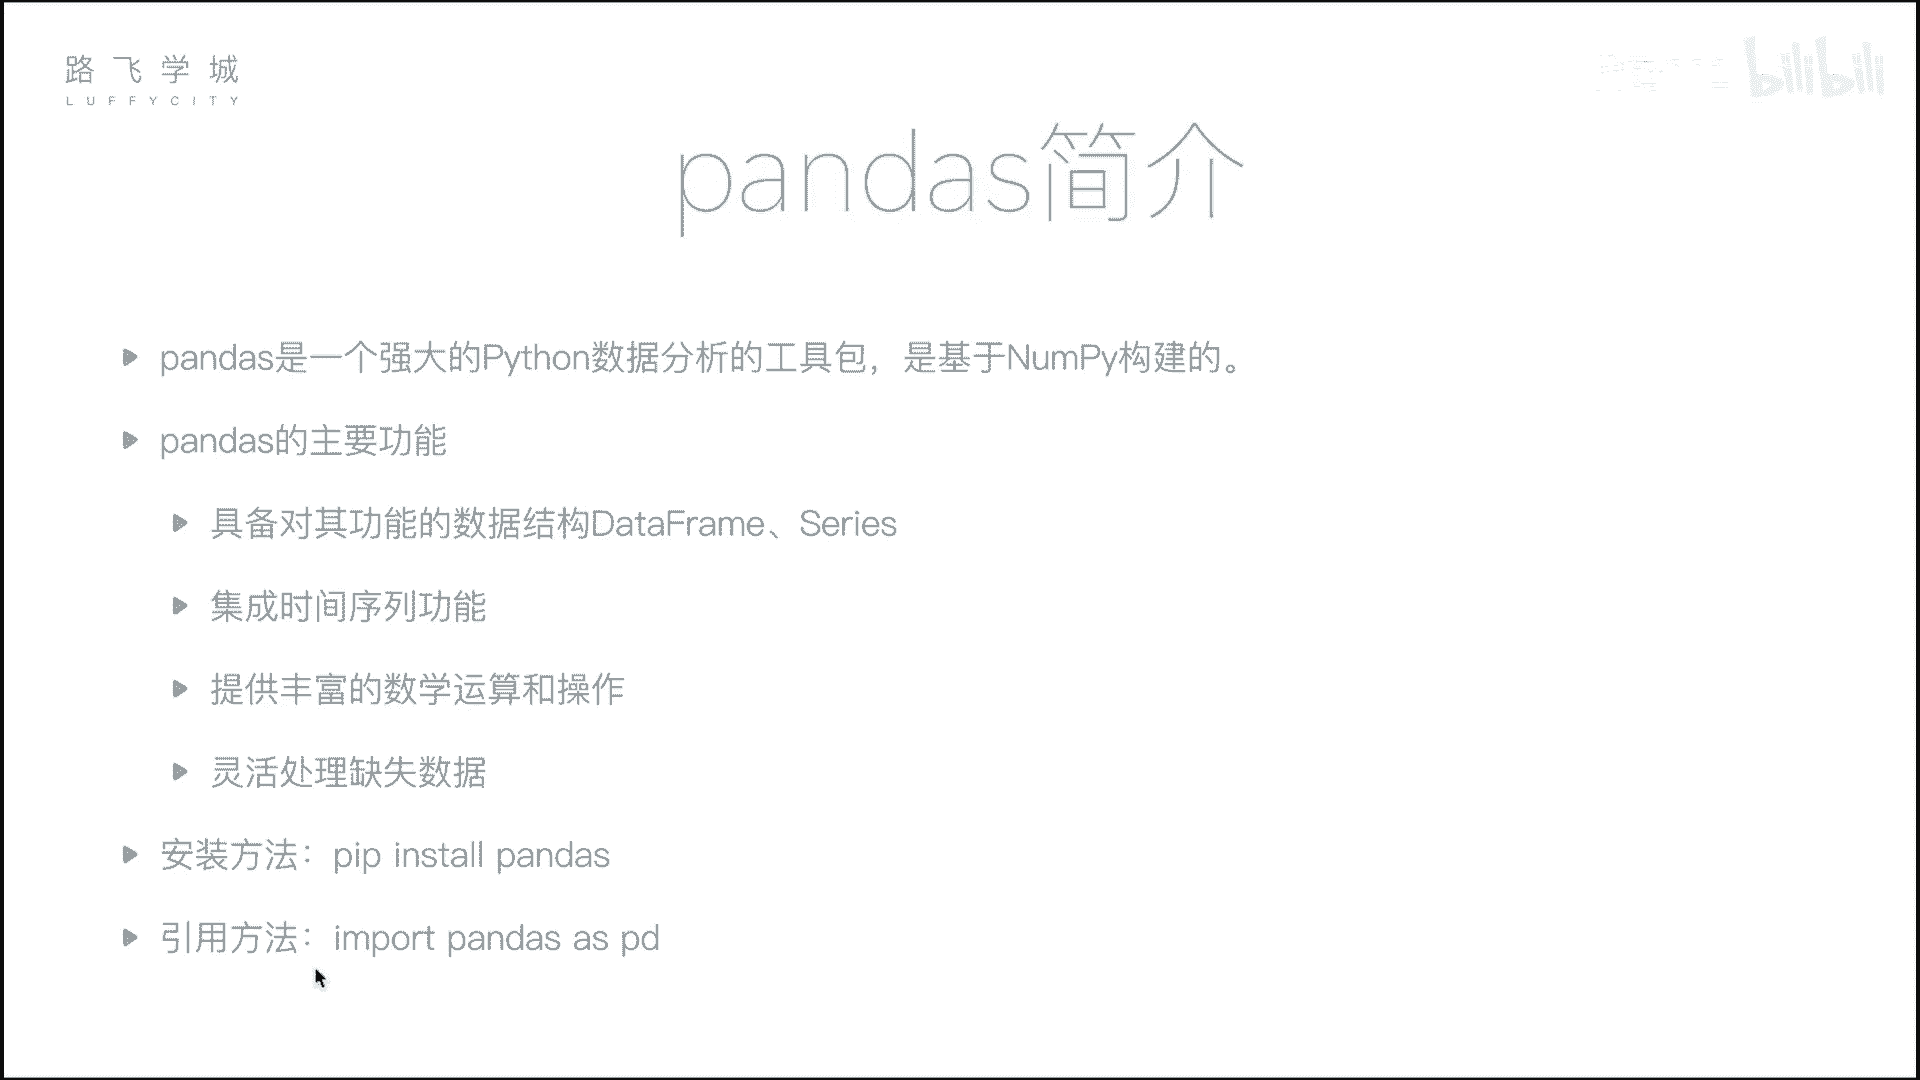 路飞学城
LUFFYCITY
bilibili
pandas简介
pandas是一个强大的Python数据分析的工具包，是基于NumPy构建的。
pandas的主要功能
具备对其功能的数据结构DataFrame、Series
集成时间序列功能
提供丰富的数学运算和操作
灵活处理缺失数据
安装方法：pip install pandas
引用方法：import pandas as pd